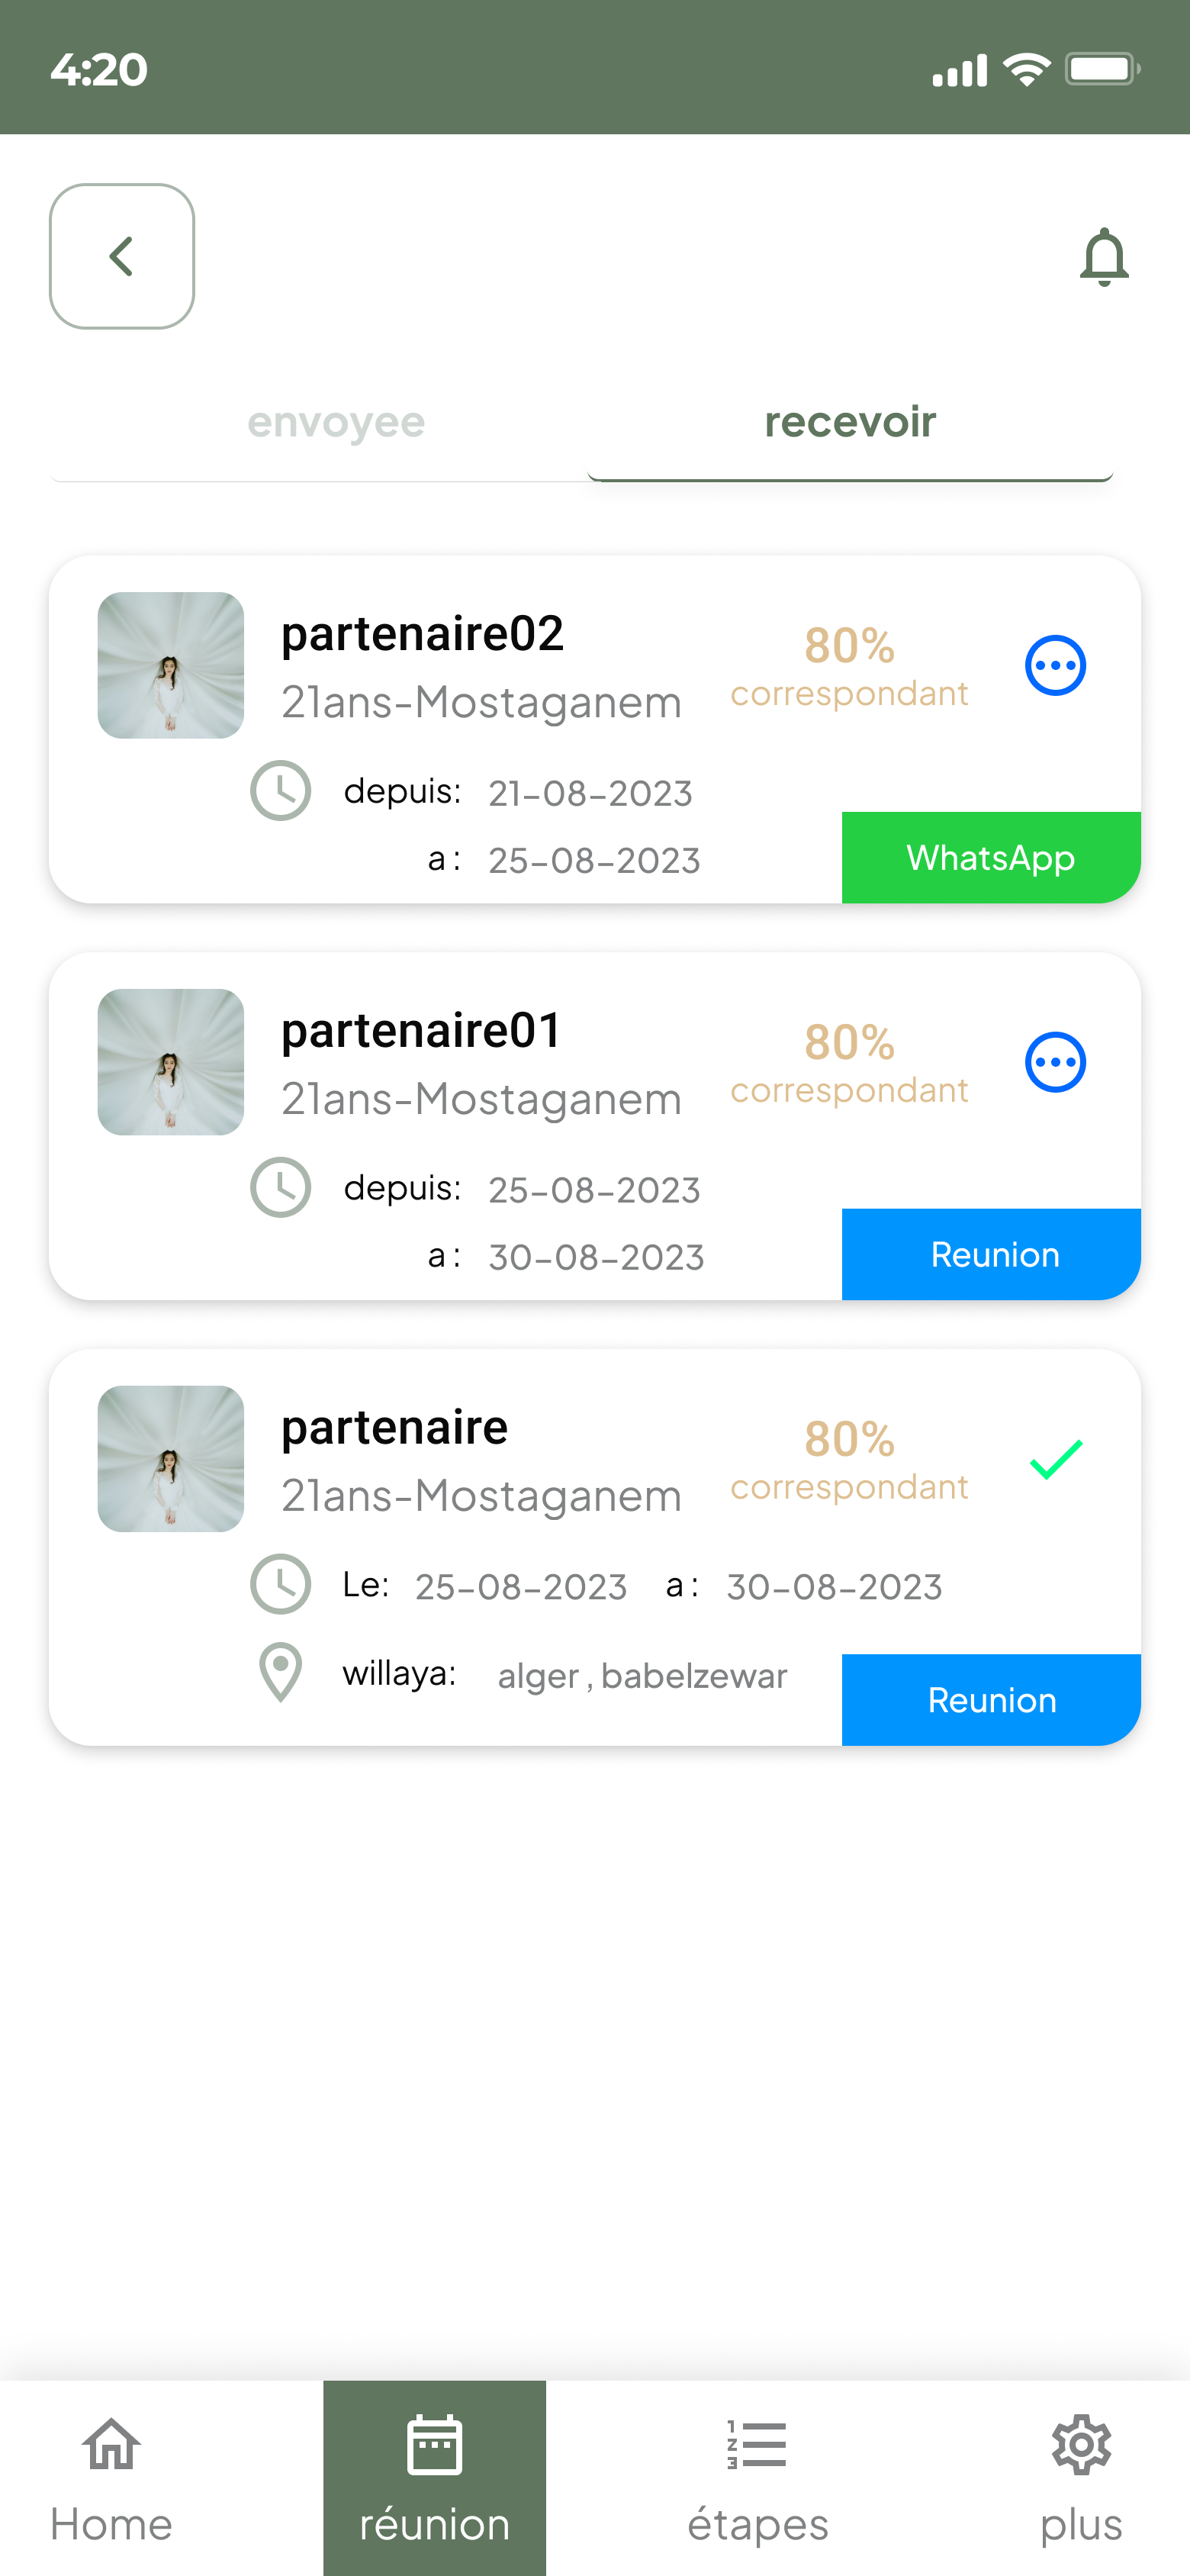 4:20
envoyee recevoir
partenaire02
21ans-Mostaganem
80%
correspondant
depuis: 21-08-2023
a : 25-08-2023
WhatsApp
partenaire01
21ans-Mostaganem
80%
correspondant
depuis: 25-08-2023
a : 30-08-2023
Reunion
partenaire
21ans-Mostaganem
80%
correspondant
Le: 25-08-2023 a : 30-08-2023
willaya: alger , babelzewar
Reunion
Home réunion étapes plus